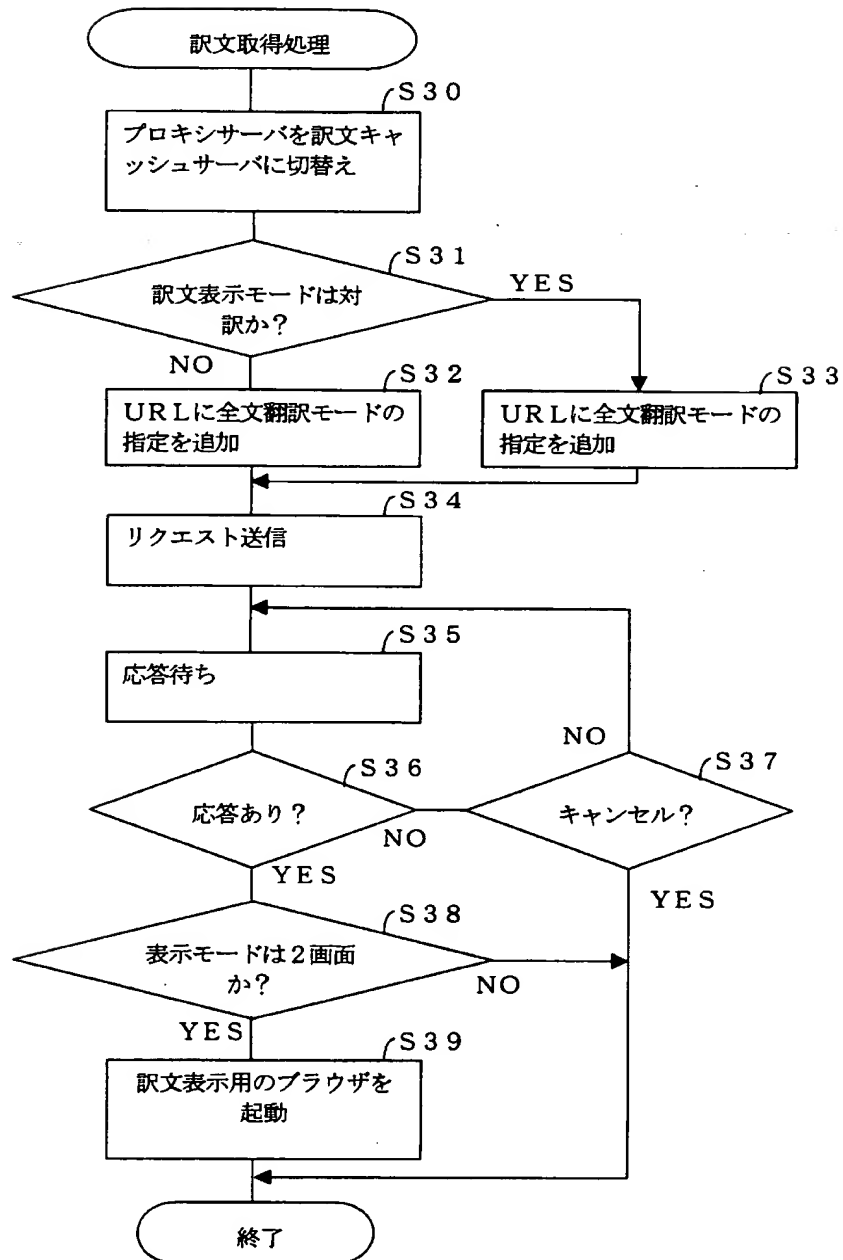 訳文取得処理
S30
プロキシサーバを訳文キャ
ッシュサーバに切替え
S31
訳文表示モードは対
訳か?
YES
NO
S32
URLに全文翻訳モードの
指定を追加
S33
URLに全文翻訳モードの
指定を追加
S34
リクエスト送信
S35
応答待ち
S36
応答あり?
NO
YES
S37
キャンセル?
NO
YES
S38
表示モードは2画面
か?
NO
YES
S39
訳文表示用のブラウザを
起動
終了